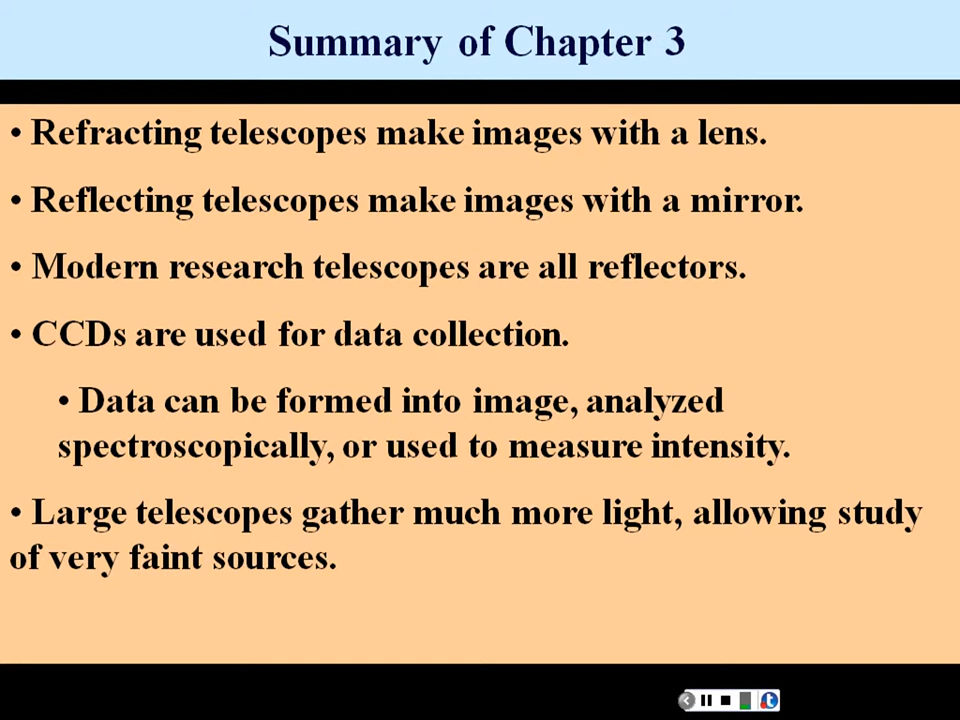 Summary of Chapter 3
• Refracting telescopes make images with a lens.
• Reflecting telescopes make images with a mirror.
• Modern research telescopes are all reflectors.
• CCDs are used for data collection.
• Data can be formed into image, analyzed
spectroscopically, or used to measure intensity.
• Large telescopes gather much more light, allowing study
of very faint sources.